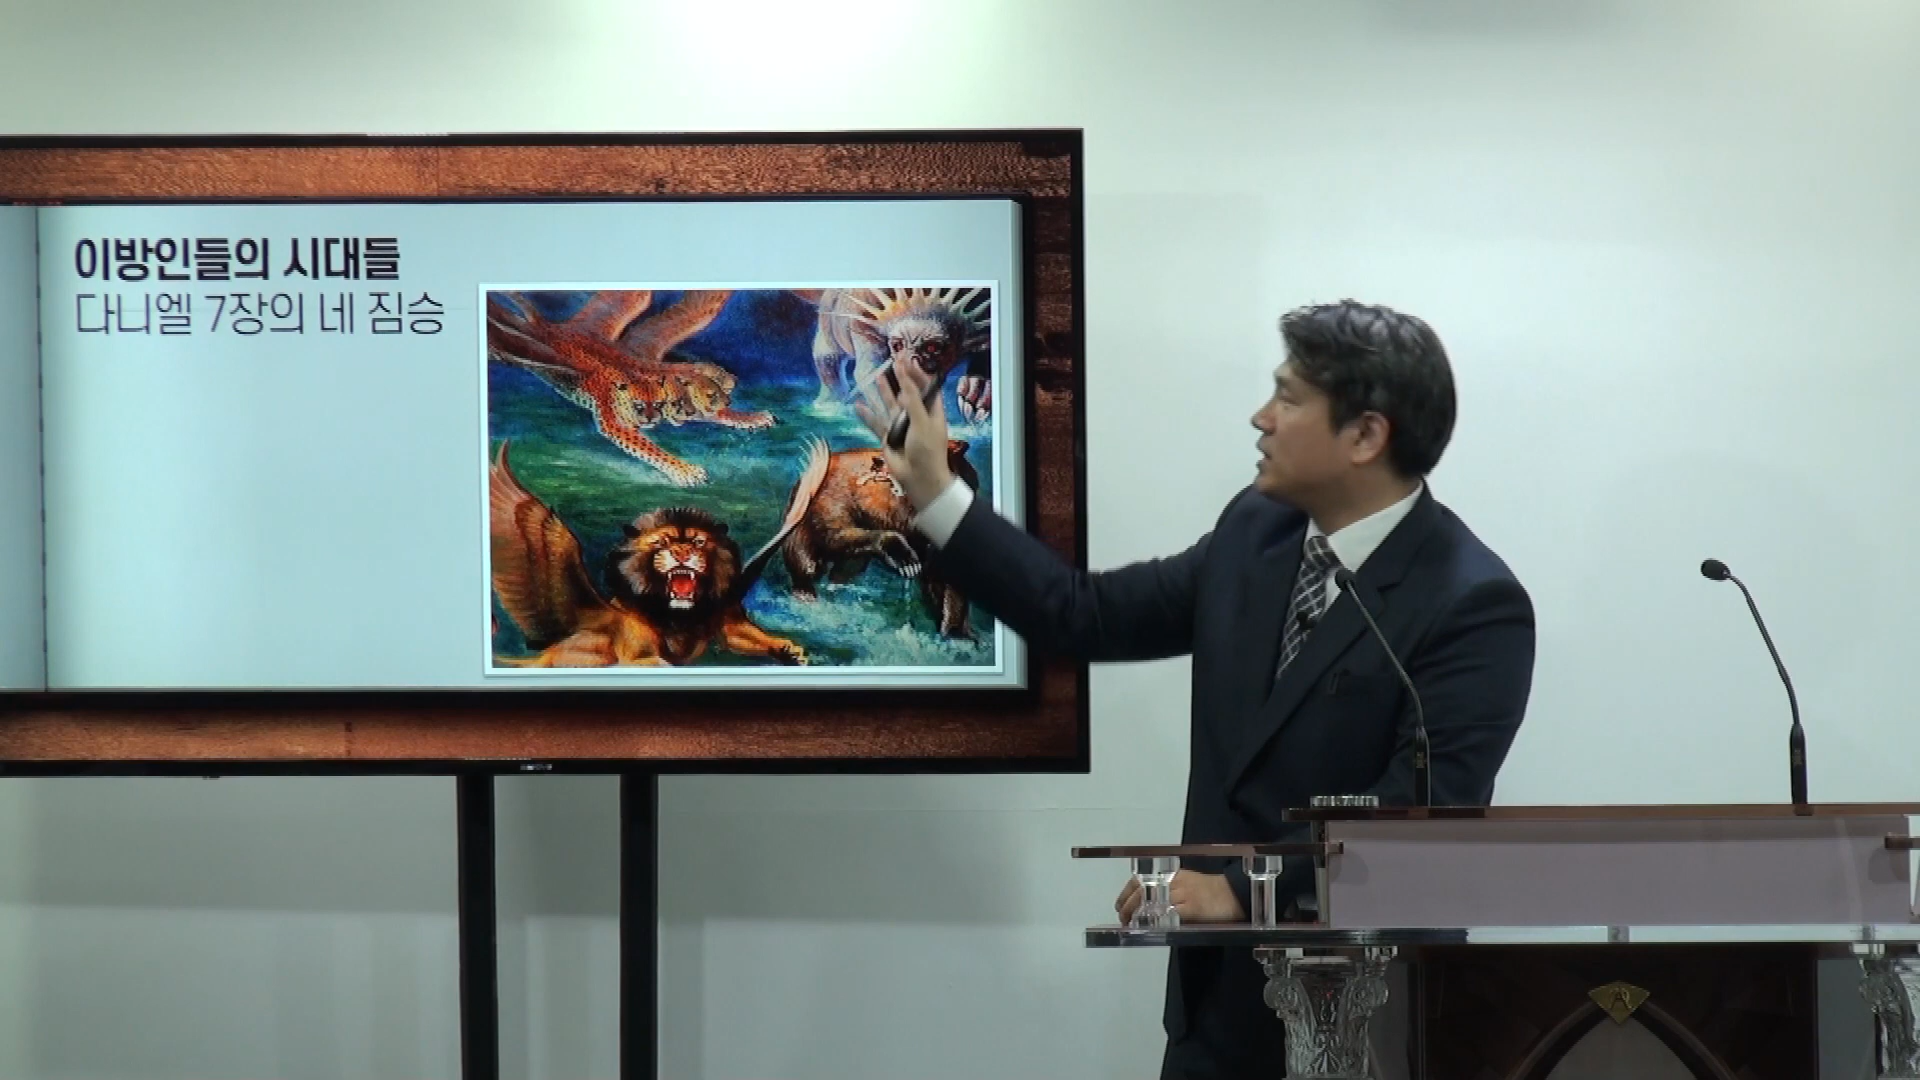 이방인들의 시대들
다니엘 7장의 네 짐승